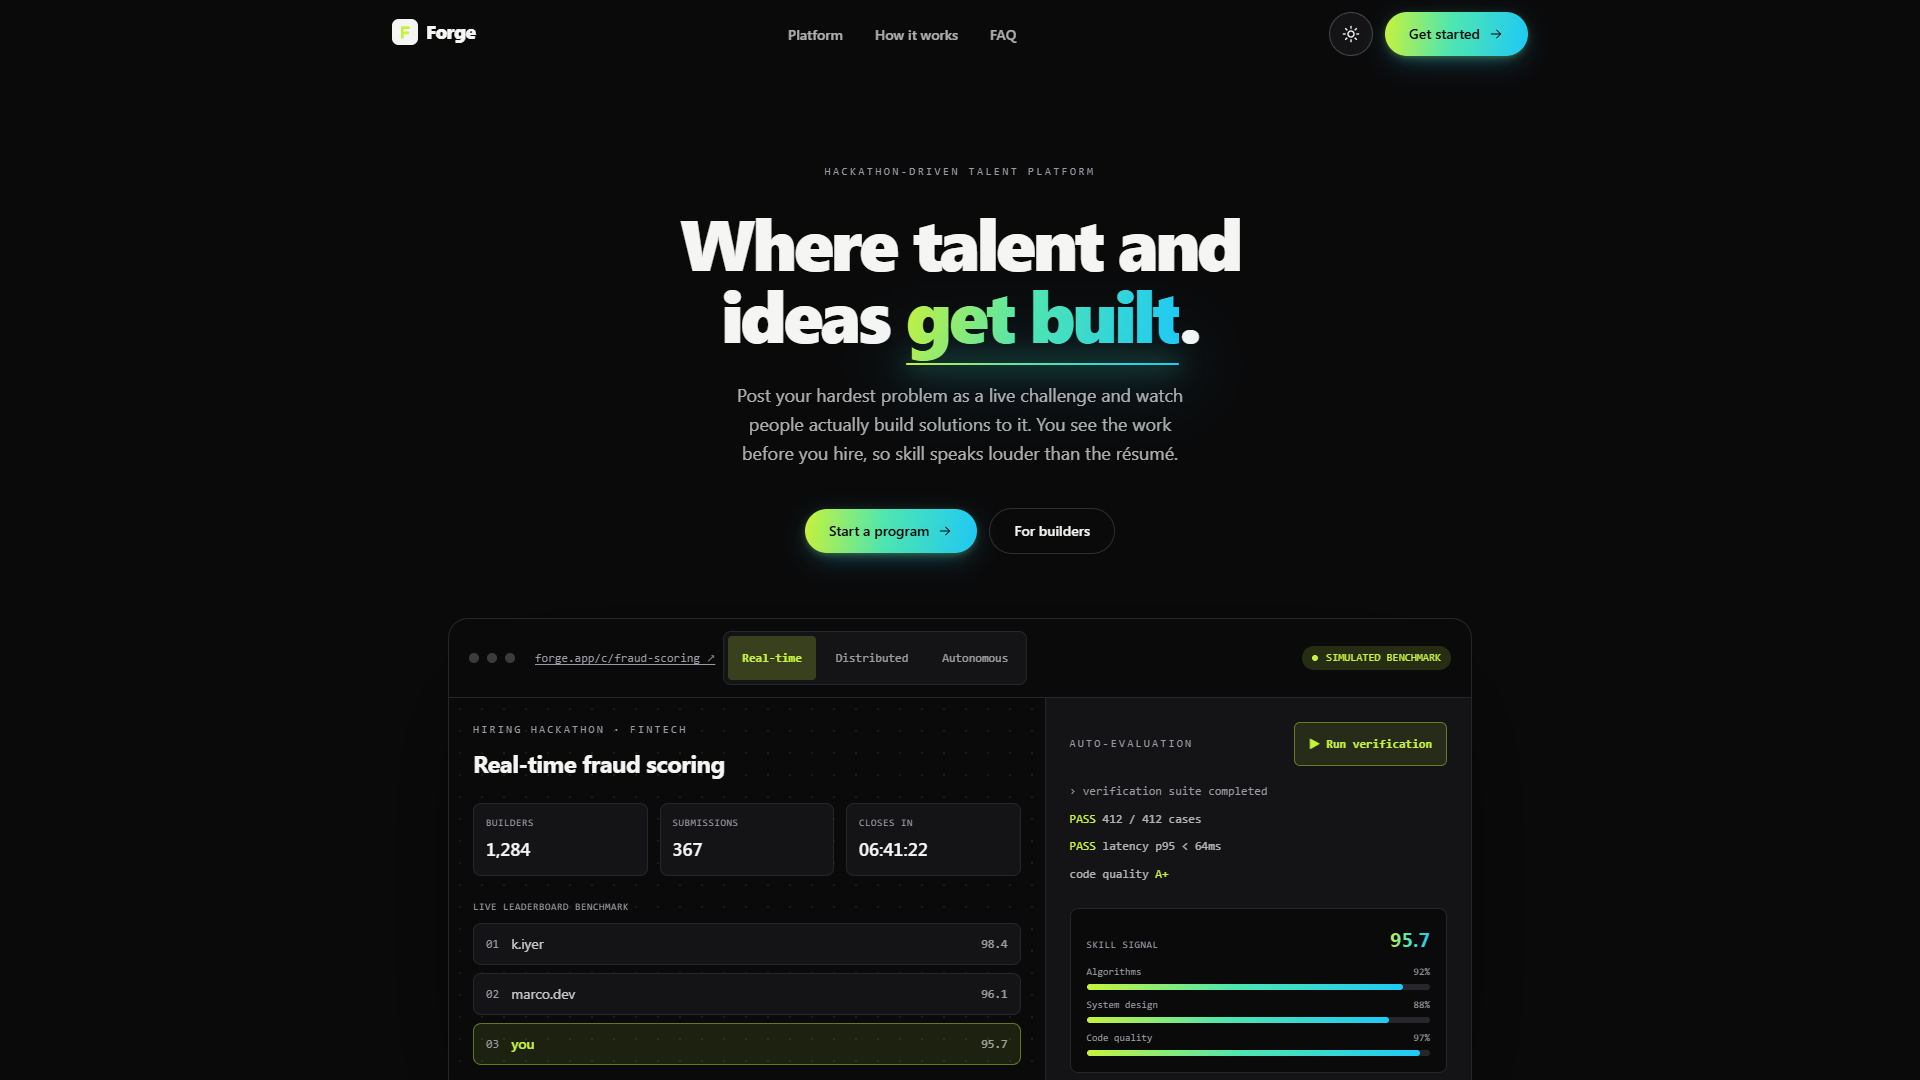 F Forge
Platform
How it works
FAQ
Get started →
HACKATHON-DRIVEN TALENT PLATFORM
Where talent and
ideas get built.
Post your hardest problem as a live challenge and watch
people actually build solutions to it. You see the work
before you hire, so skill speaks louder than the résumé.
Start a program →
For builders
forge.app/c/fraud-scoring ↗
Real-time
Distributed
Autonomous
SIMULATED BENCHMARK
HIRING HACKATHON · FINTECH
Real-time fraud scoring
BUILDERS
1,284
SUBMISSIONS
367
CLOSES IN
06:41:22
LIVE LEADERBOARD BENCHMARK
01 k.iyer 98.4
02 marco.dev 96.1
03 you 95.7
AUTO-EVALUATION
▶ Run verification
› verification suite completed
PASS 412 / 412 cases
PASS latency p95 < 64ms
code quality A+
SKILL SIGNAL 95.7
Algorithms 92%
System design 88%
Code quality 97%